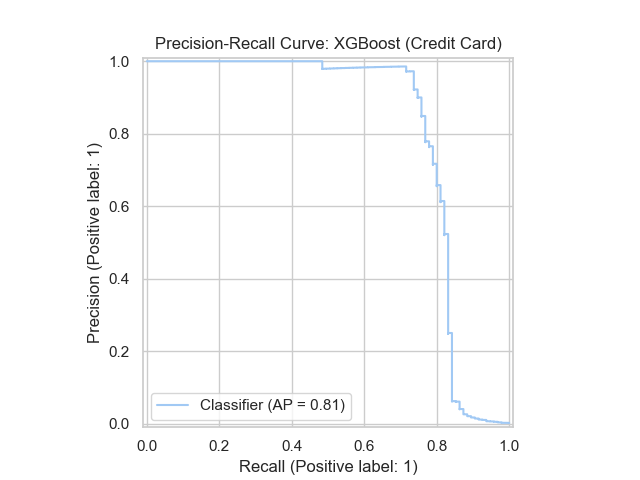 Precision-Recall Curve: XGBoost (Credit Card)
1.0
0.8
0.6
0.4
0.2
0.0
Precision (Positive label: 1)
Classifier (AP = 0.81)
0.0 0.2 0.4 0.6 0.8 1.0
Recall (Positive label: 1)